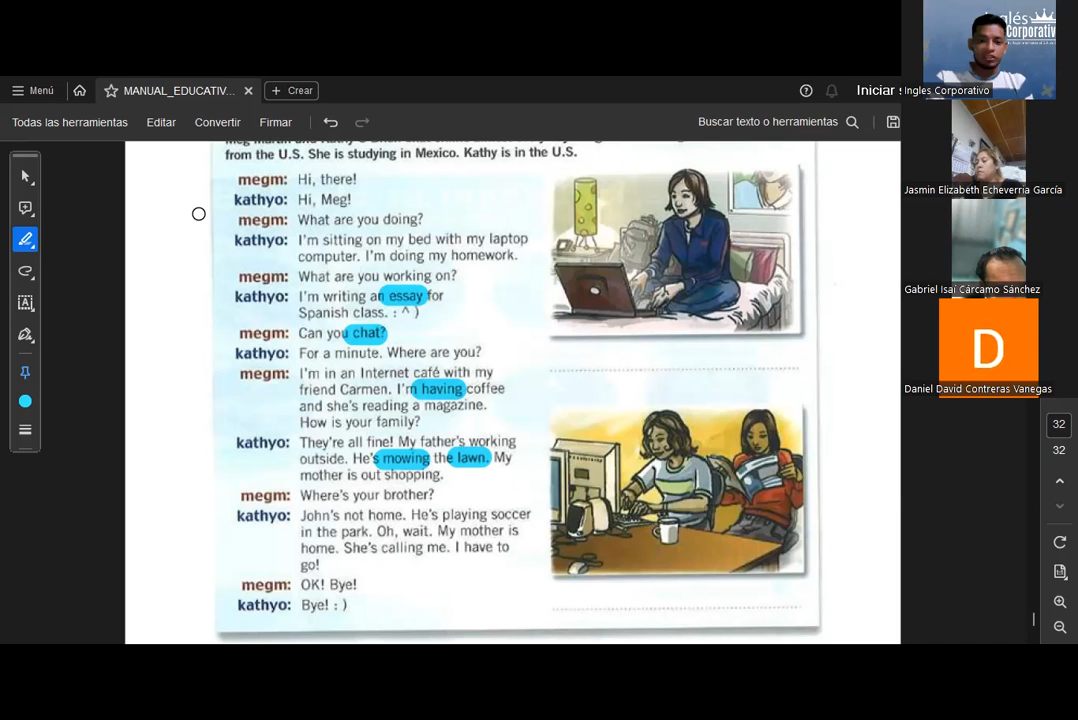 Menú
MANUAL_EDUCATIV...
Crear
Iniciar s
Todas las herramientas
Editar
Convertir
Firmar
Buscar texto o herramientas
from the U.S. She is studying in Mexico. Kathy is in the U.S.
megm: Hi, there!
kathyo: Hi, Meg!
megm: What are you doing?
kathyo: I'm sitting on my bed with my laptop
computer. I'm doing my homework.
megm: What are you working on?
kathyo: I'm writing an essay for
Spanish class. : ^ )
megm: Can you chat?
kathyo: For a minute. Where are you?
megm: I'm in an Internet café with my
friend Carmen. I'm having coffee
and she's reading a magazine.
How is your family?
kathyo: They're all fine! My father's working
outside. He's mowing the lawn. My
mother is out shopping.
megm: Where's your brother?
kathyo: John's not home. He's playing soccer
in the park. Oh, wait. My mother is
home. She's calling me. I have to
go!
megm: OK! Bye!
kathyo: Bye! : )
32
32
Inglés
Corporativo
Ingles Corporativo
Jasmin Elizabeth Echeverria García
Gabriel Isaí Cárcamo Sánchez
D
Daniel David Contreras Vanegas